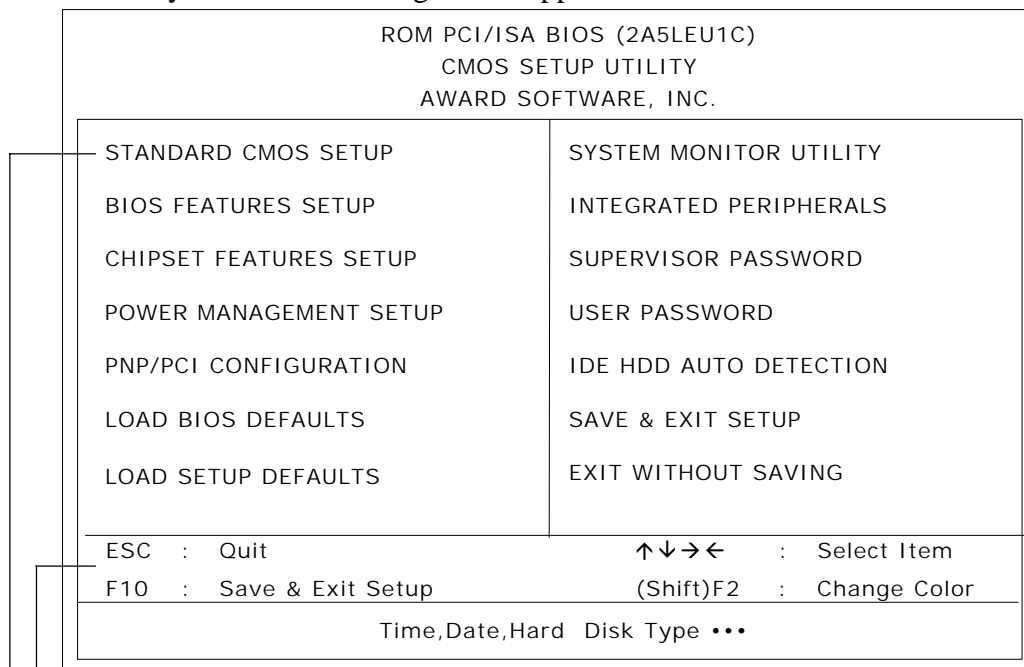 ROM PCI/ISA BIOS (2A5LEU1C)
CMOS SETUP UTILITY
AWARD SOFTWARE, INC.
STANDARD CMOS SETUP
BIOS FEATURES SETUP
CHIPSET FEATURES SETUP
POWER MANAGEMENT SETUP
PNP/PCI CONFIGURATION
LOAD BIOS DEFAULTS
LOAD SETUP DEFAULTS
SYSTEM MONITOR UTILITY
INTEGRATED PERIPHERALS
SUPERVISOR PASSWORD
USER PASSWORD
IDE HDD AUTO DETECTION
SAVE & EXIT SETUP
EXIT WITHOUT SAVING
ESC : Quit ↑↓→← : Select Item
F10 : Save & Exit Setup (Shift)F2 : Change Color
Time,Date,Hard Disk Type •••